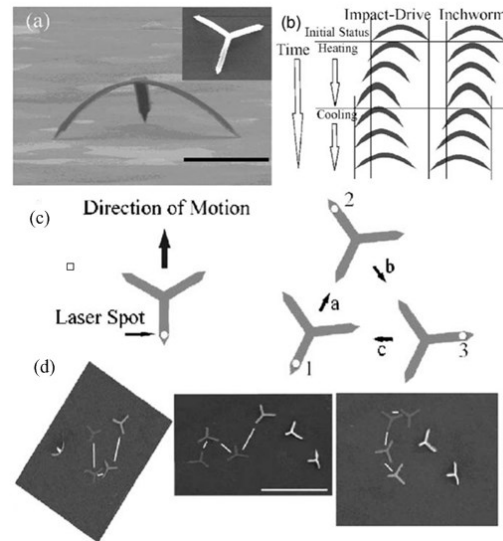 (a)
(b)
Impact-Drive Inchworm
Initial Status
Time
Heating
Cooling
(c)
Direction of Motion
Laser Spot
2
b
a
1
c
3
(d)